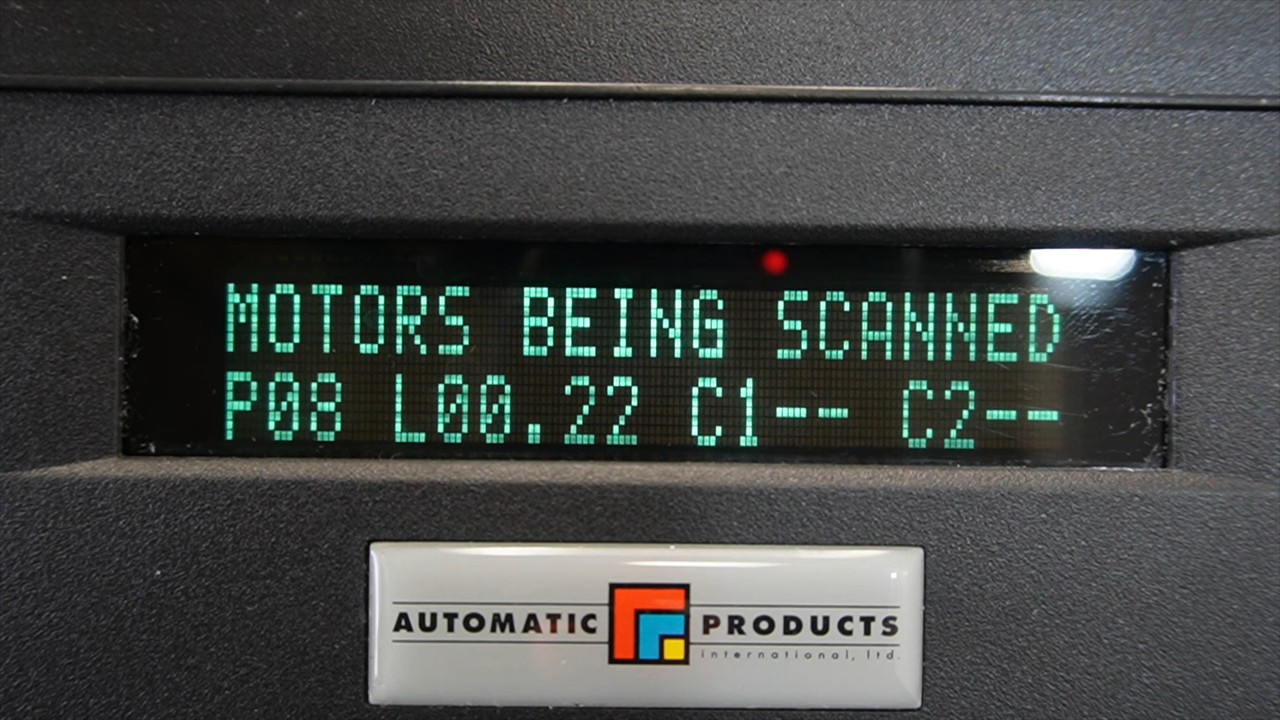 MOTORS BEING SCANNED
P08 L00.22 C1-- C2--
AUTOMATIC PRODUCTS
international, ltd.